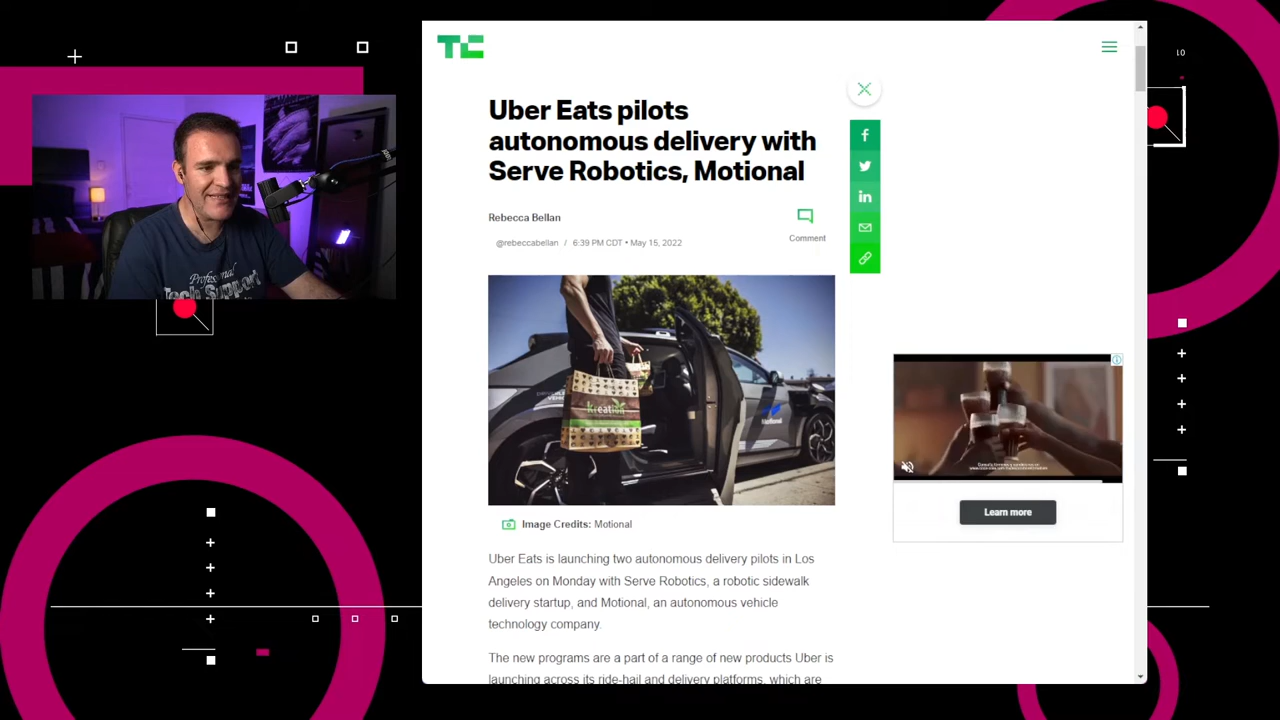 TC
Uber Eats pilots
autonomous delivery with
Serve Robotics, Motional
Rebecca Bellan
@rebeccabellan / 6:39 PM CDT • May 15, 2022
Comment
Professional
Tech Support
kreation
Motional
Learn more
Image Credits: Motional
Uber Eats is launching two autonomous delivery pilots in Los
Angeles on Monday with Serve Robotics, a robotic sidewalk
delivery startup, and Motional, an autonomous vehicle
technology company.
The new programs are a part of a range of new products Uber is
launching across its ride-hail and delivery platforms, which are
10